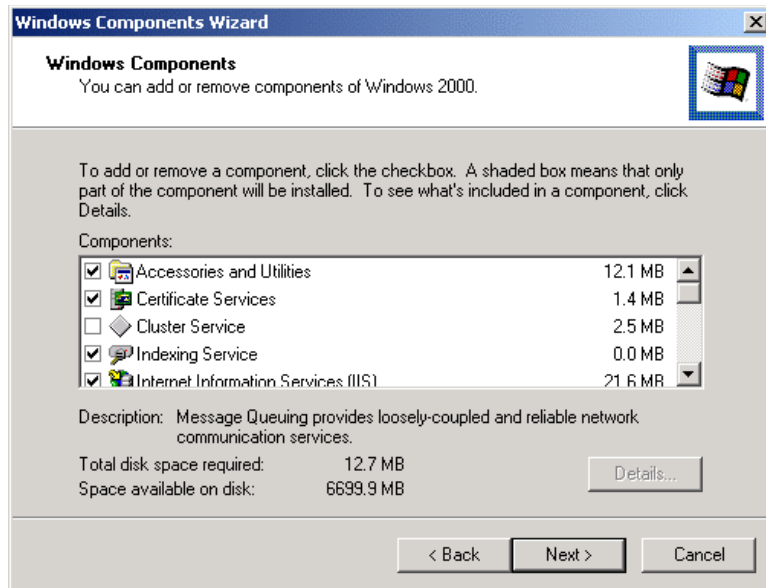 Windows Components Wizard
Windows Components
You can add or remove components of Windows 2000.
To add or remove a component, click the checkbox. A shaded box means that only
part of the component will be installed. To see what's included in a component, click
Details.
Components:
Accessories and Utilities 12.1 MB
Certificate Services 1.4 MB
Cluster Service 2.5 MB
Indexing Service 0.0 MB
Internet Information Services (IIS) 21.6 MB
Description: Message Queuing provides loosely-coupled and reliable network
communication services.
Total disk space required: 12.7 MB
Space available on disk: 6699.9 MB
Details...
< Back Next > Cancel